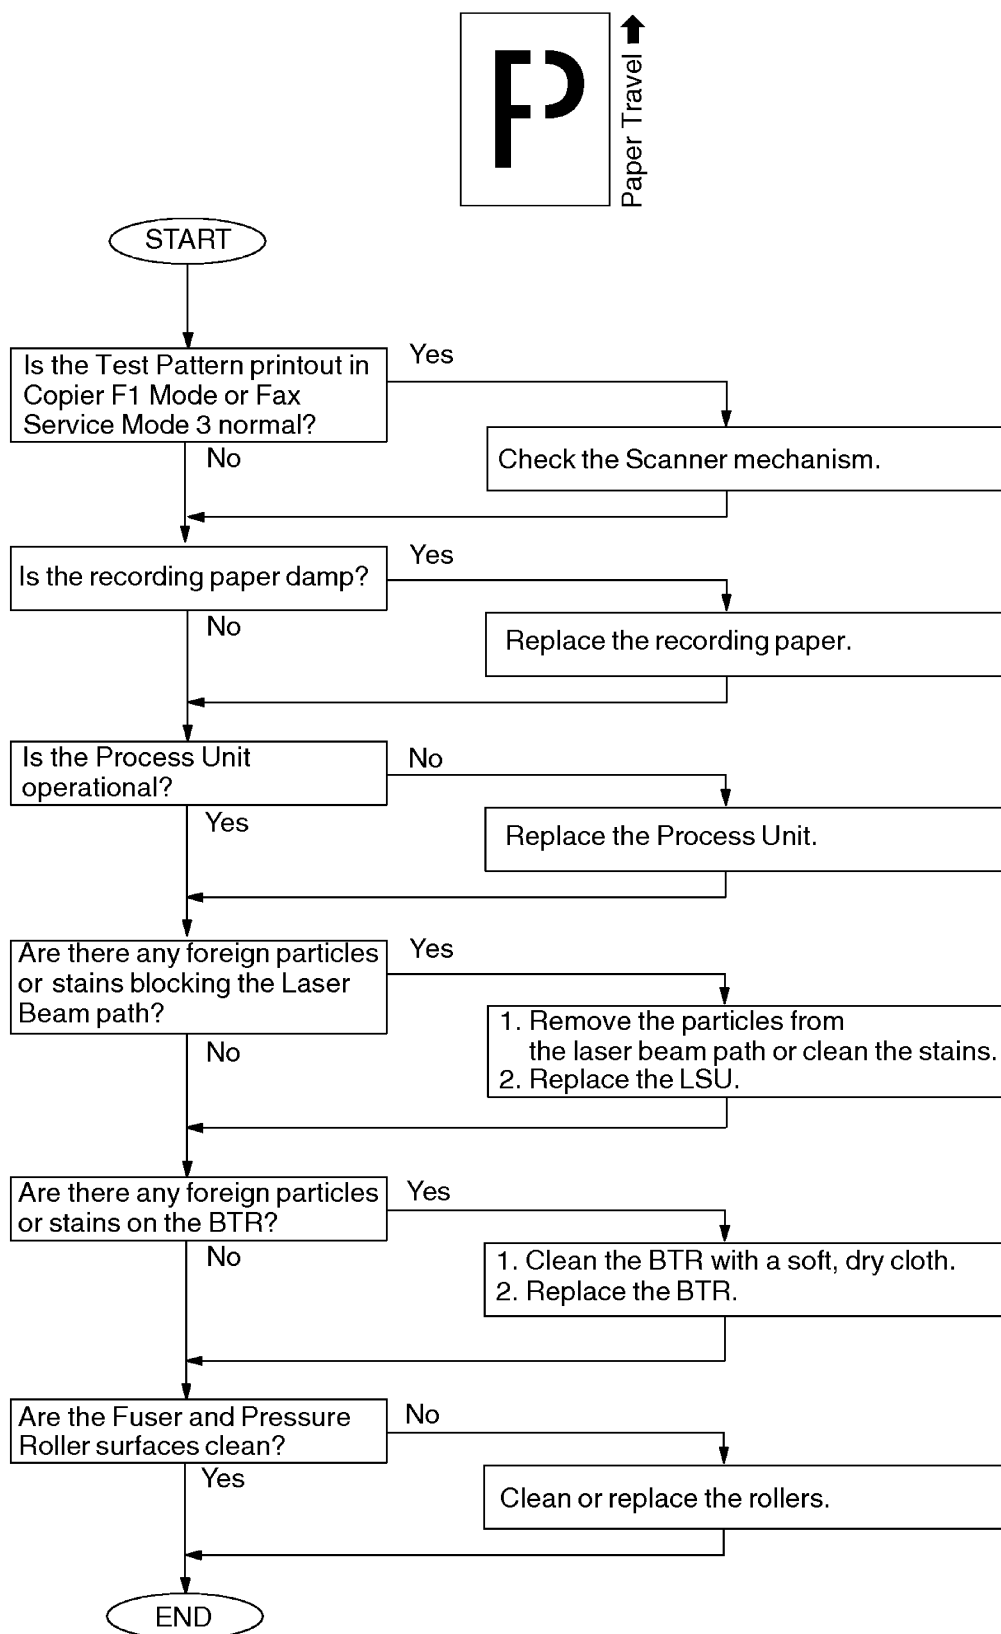 P
Paper Travel
START
Is the Test Pattern printout in
Copier F1 Mode or Fax
Service Mode 3 normal?
Yes
No
Check the Scanner mechanism.
Is the recording paper damp?
Yes
No
Replace the recording paper.
Is the Process Unit
operational?
No
Yes
Replace the Process Unit.
Are there any foreign particles
or stains blocking the Laser
Beam path?
Yes
No
1. Remove the particles from
the laser beam path or clean the stains.
2. Replace the LSU.
Are there any foreign particles
or stains on the BTR?
Yes
No
1. Clean the BTR with a soft, dry cloth.
2. Replace the BTR.
Are the Fuser and Pressure
Roller surfaces clean?
No
Yes
Clean or replace the rollers.
END